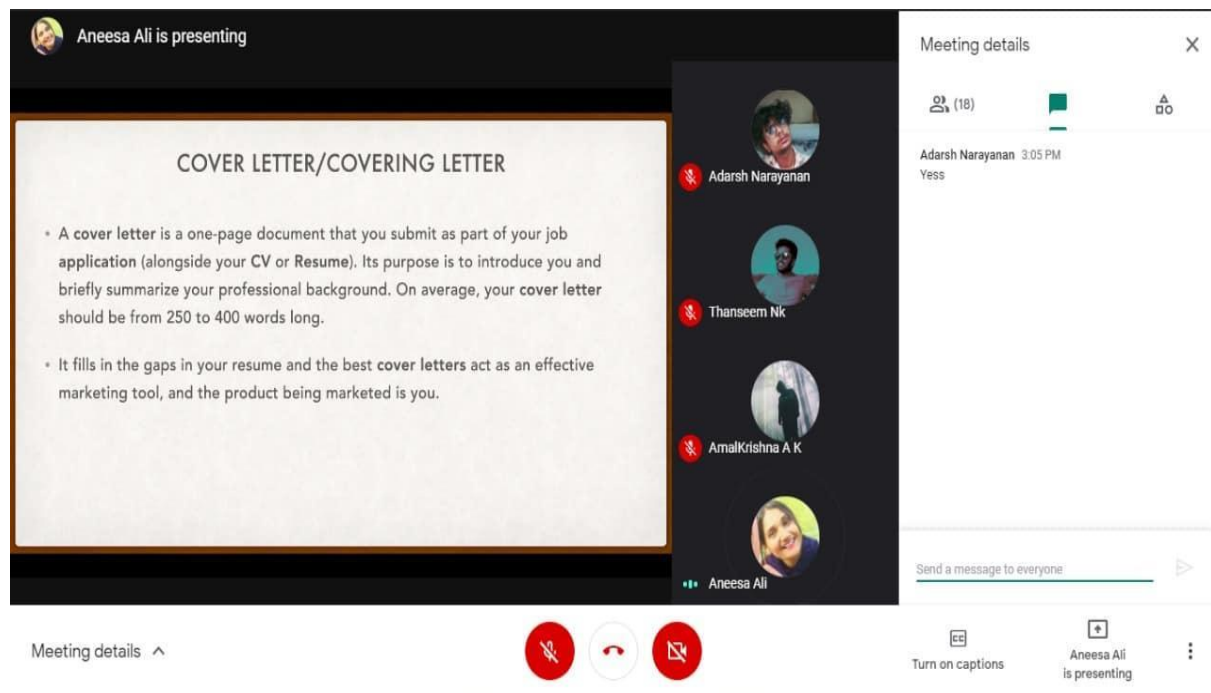 Aneesa Ali is presenting
COVER LETTER/COVERING LETTER
• A cover letter is a one-page document that you submit as part of your job
application (alongside your CV or Resume). Its purpose is to introduce you and
briefly summarize your professional background. On average, your cover letter
should be from 250 to 400 words long.
• It fills in the gaps in your resume and the best cover letters act as an effective
marketing tool, and the product being marketed is you.
Adarsh Narayanan
Thanseem Nk
AmalKrishna A K
Aneesa Ali
Meeting details
(18)
Adarsh Narayanan 3:05 PM
Yess
Send a message to everyone
Meeting details
CC
Turn on captions
Aneesa Ali
is presenting